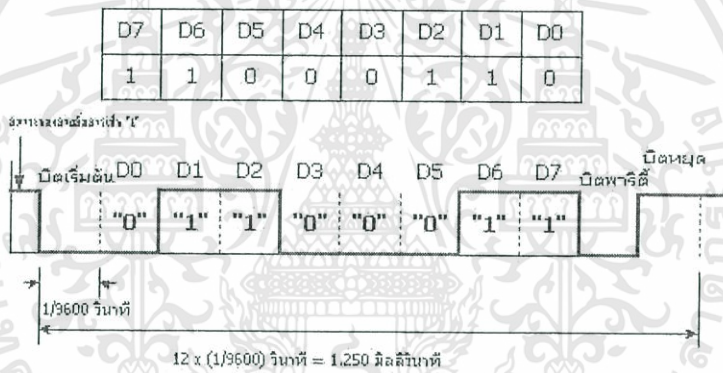 D7 D6 D5 D4 D3 D2 D1 D0
1 1 0 0 0 1 1 0
บิตหยุด
บิตเริ่มต้น D0 D1 D2 D3 D4 D5 D6 D7 บิตพาริตี้
"0" "1" "1" "0" "0" "0" "1" "1"
1/9600 วินาที
12 x (1/9600) วินาที = 1.250 มิลลิวินาที